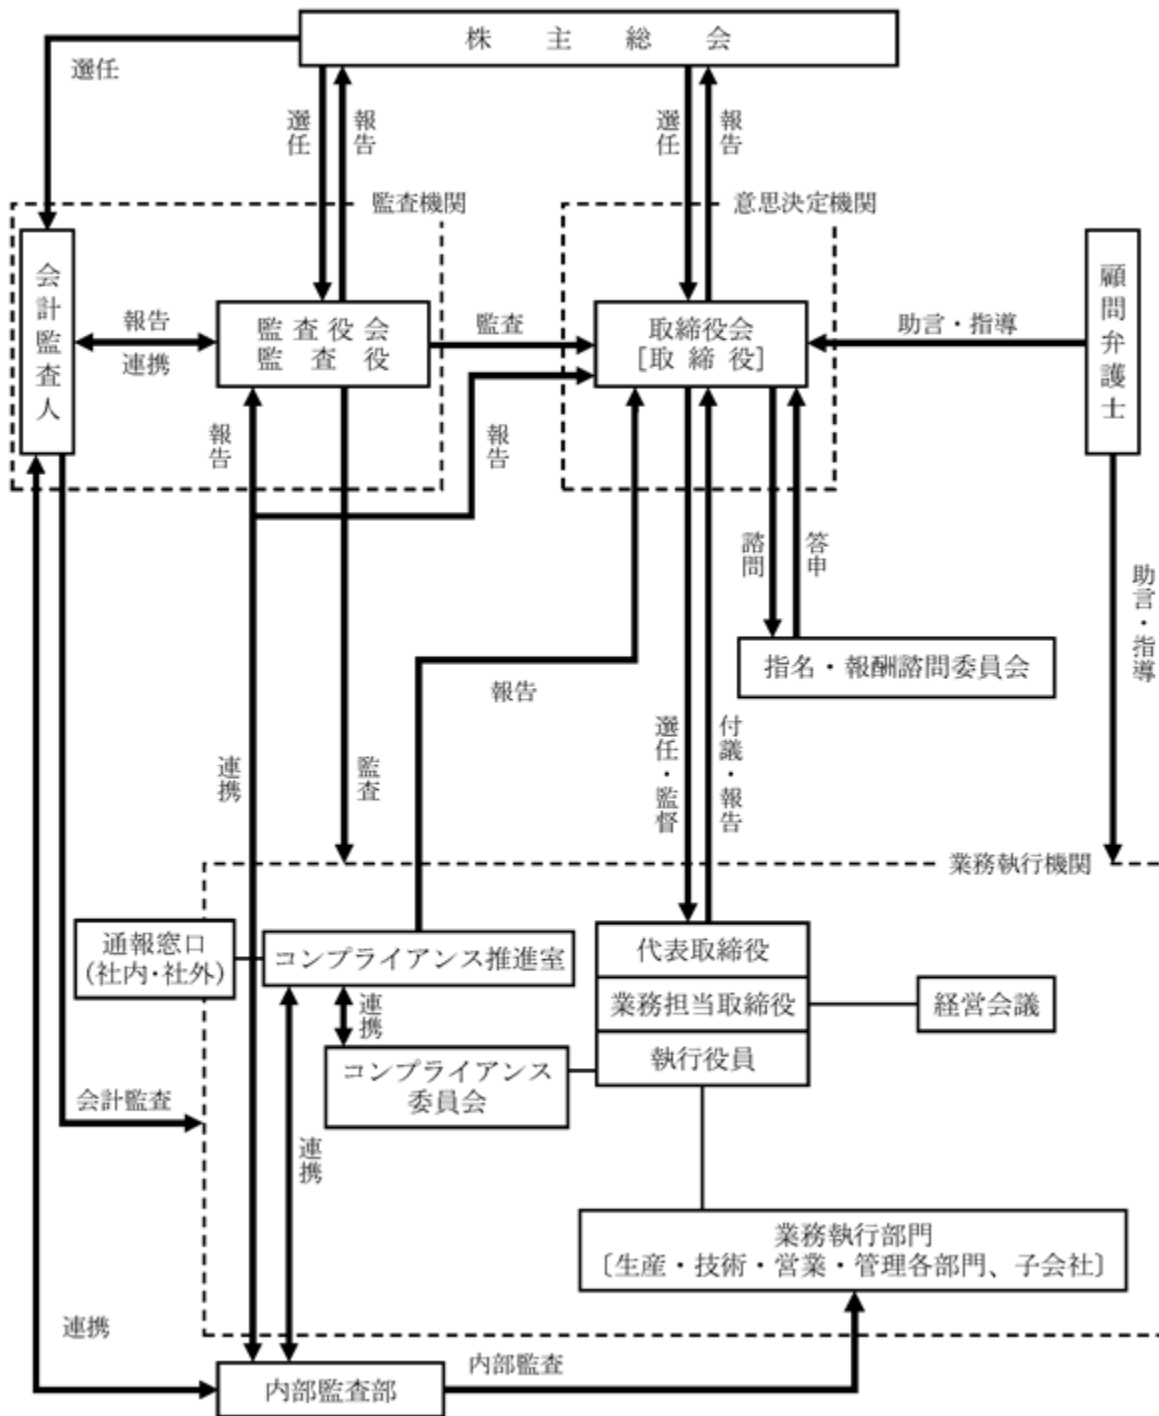 株主総会
選任
選任
報告
選任
報告
監査機関
意思決定機関
会計監査人
報告
連携
監査役会
監査役
監査
取締役会
[取締役]
助言・指導
顧問弁護士
報告
報告
諮問
答申
助言・指導
指名・報酬諮問委員会
報告
連携
監査
選任・監督
付議・報告
業務執行機関
通報窓口
(社内・社外)
コンプライアンス推進室
代表取締役
業務担当取締役
執行役員
経営会議
連携
コンプライアンス
委員会
会計監査
連携
業務執行部門
〔生産・技術・営業・管理各部門、子会社〕
連携
内部監査
内部監査部